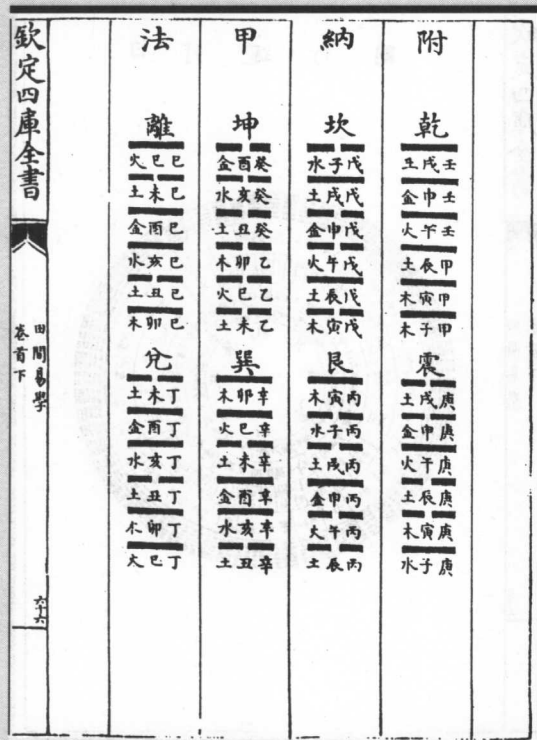 附
乾
壬戌土
壬申金
壬午火
甲辰土
甲寅木
甲子木
震
庚戌土
庚申金
庚午火
庚辰土
庚寅木
庚子水
納
坎
戊子水
戊戌土
戊申金
戊午火
戊辰土
戊寅木
艮
丙寅木
丙子水
丙戌土
丙申金
丙午火
丙辰土
甲
坤
癸酉金
癸亥水
癸丑土
乙卯木
乙巳火
乙未土
巽
辛卯木
辛巳火
辛未土
辛酉金
辛亥水
辛丑土
法
離
己巳火
己未土
己酉金
己亥水
己丑土
己卯木
兌
丁未土
丁酉金
丁亥水
丁丑土
丁卯木
丁巳火
欽定四庫全書
田間易學
卷首下
六十六